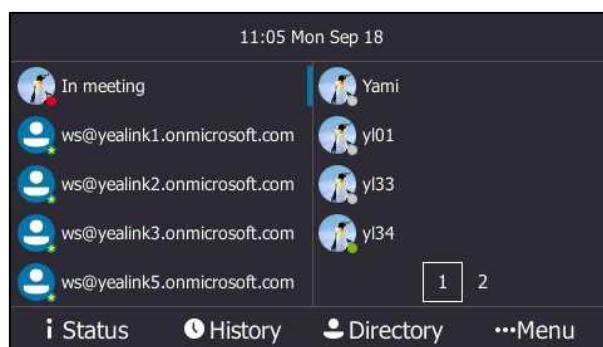 11:05 Mon Sep 18
In meeting
ws@yealink1.onmicrosoft.com
ws@yealink2.onmicrosoft.com
ws@yealink3.onmicrosoft.com
ws@yealink5.onmicrosoft.com
Yami
yl01
yl33
yl34
1 2
Status History Directory Menu